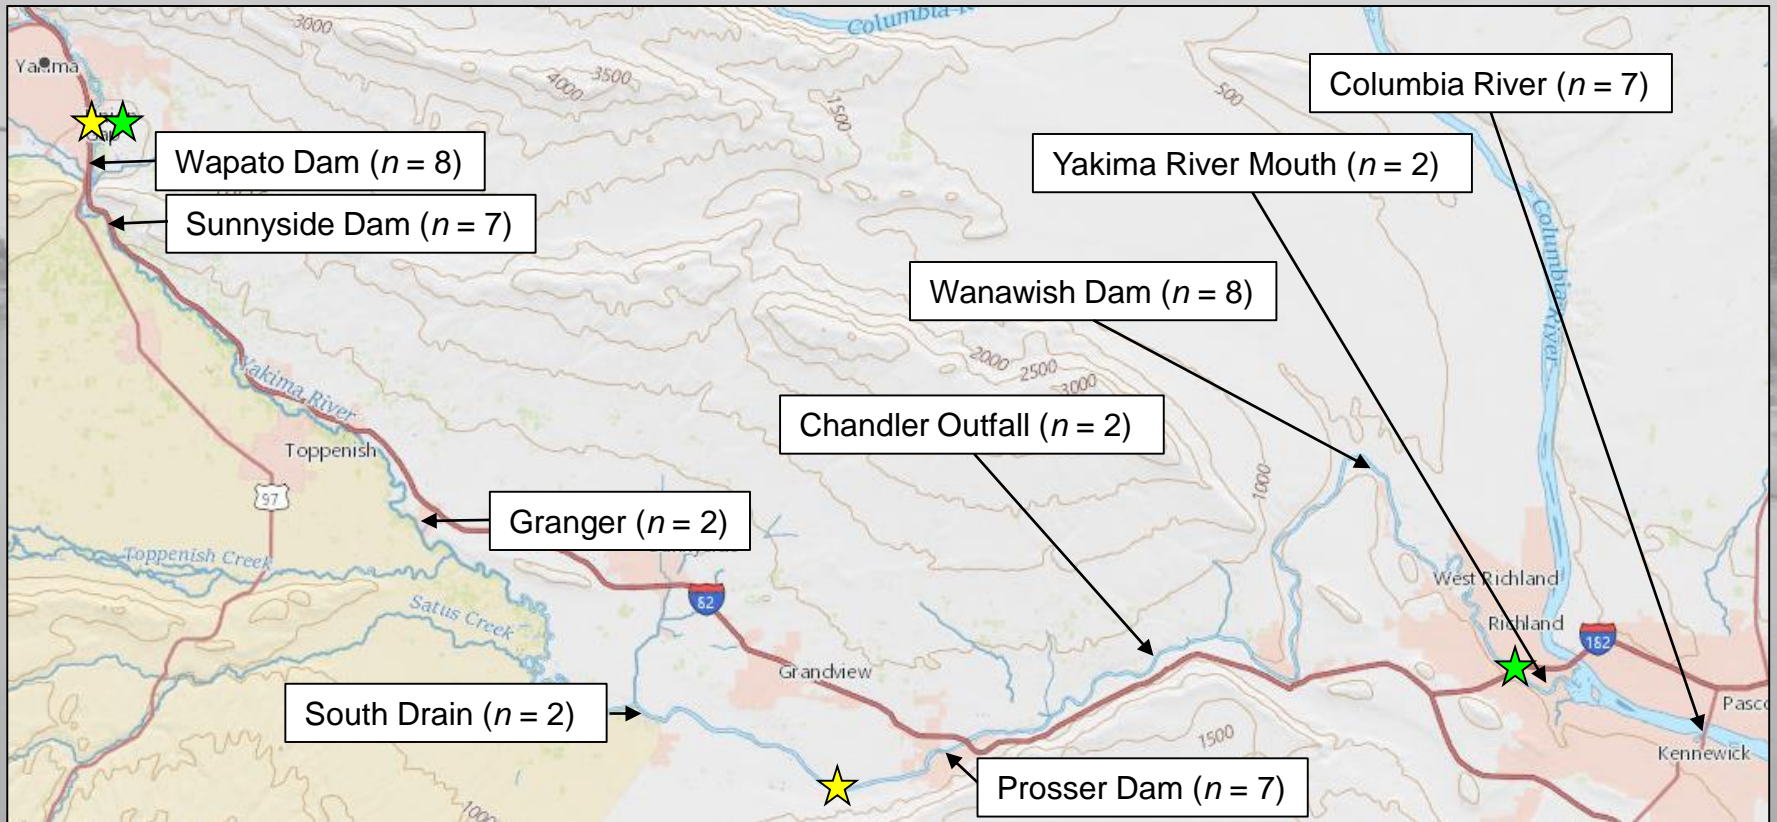 3000
Columbia R
Yakima
4000
3500
1500
500
Columbia River (n = 7)
Wapato Dam (n = 8)
Yakima River Mouth (n = 2)
Sunnyside Dam (n = 7)
Columbia River
Wanawish Dam (n = 8)
Yakima River
2000
2500
3000
Chandler Outfall (n = 2)
Toppenish
97
1000
Granger (n = 2)
Toppenish Creek
Satus Creek
82
West Richland
Richland
182
Grandview
South Drain (n = 2)
Pasco
1500
Kennewick
Prosser Dam (n = 7)
1000